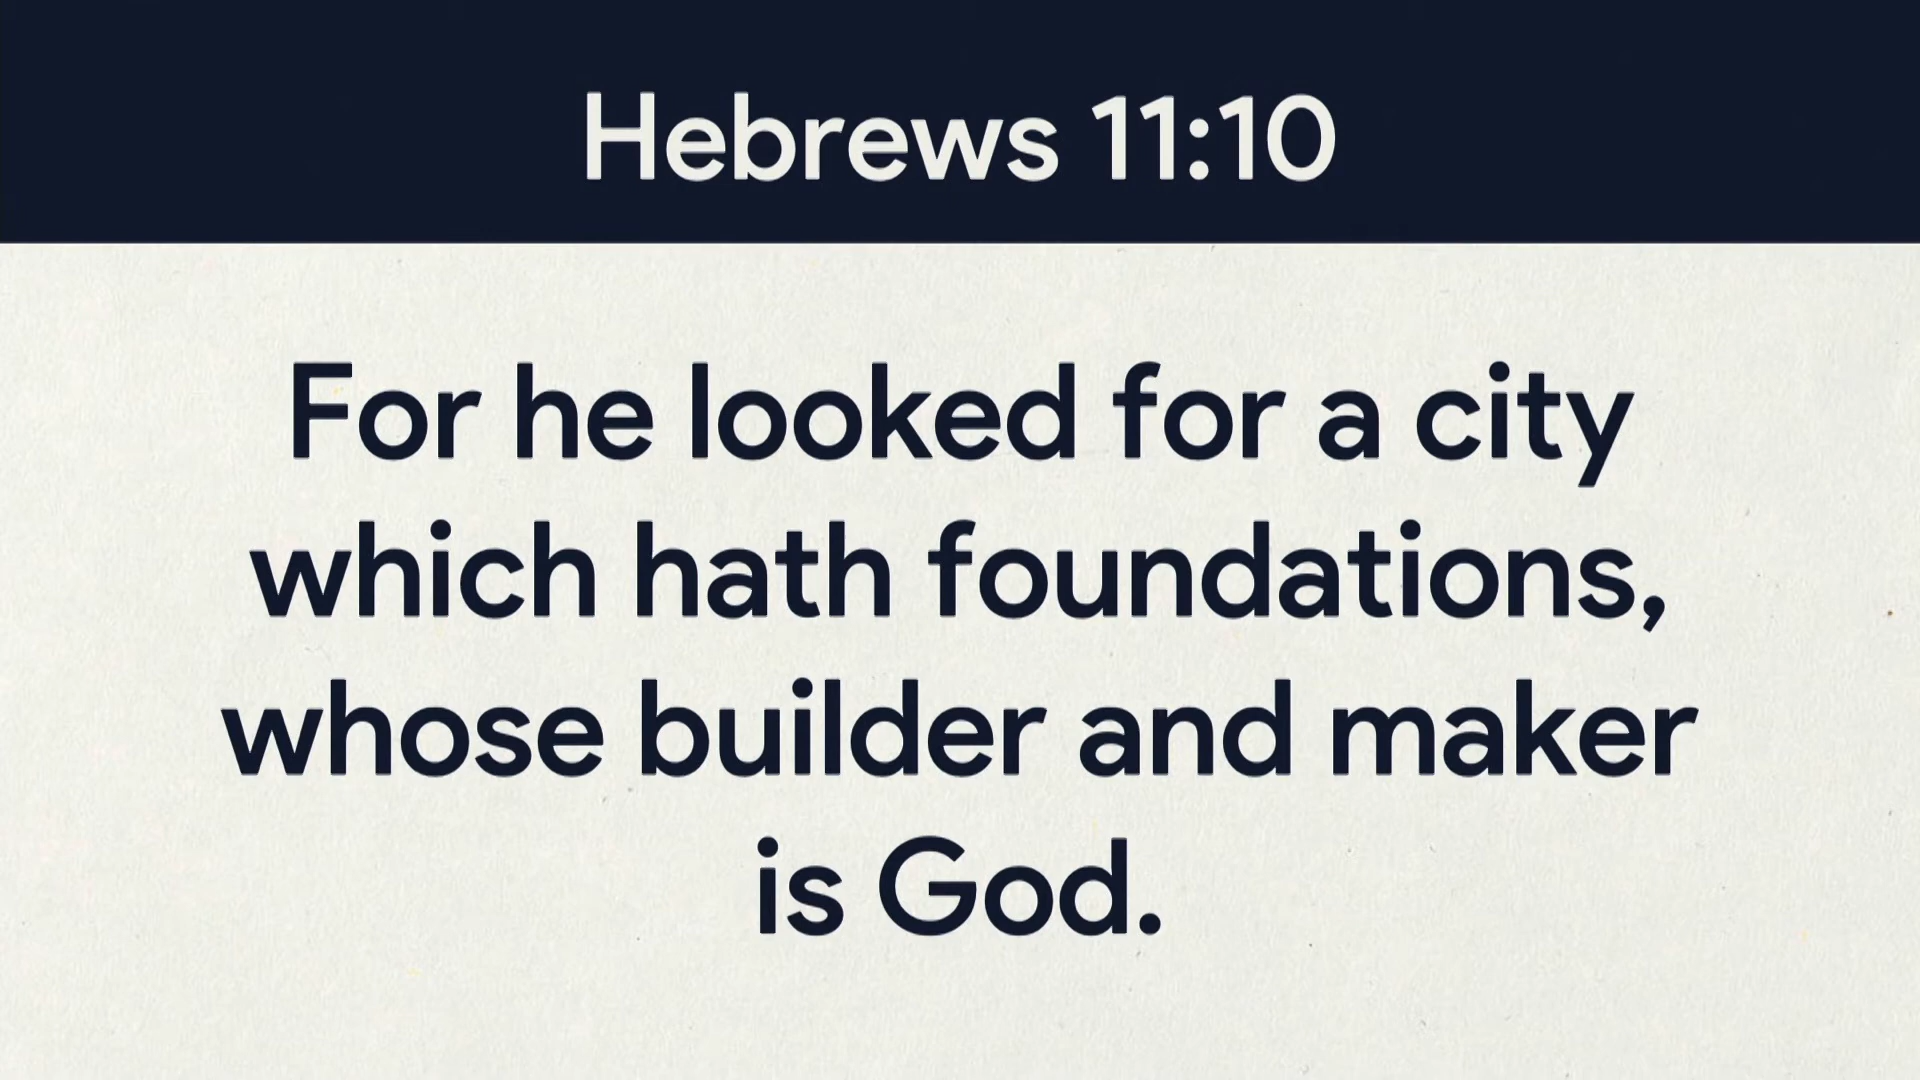 Hebrews 11:10
For he looked for a city
which hath foundations,
whose builder and maker
is God.